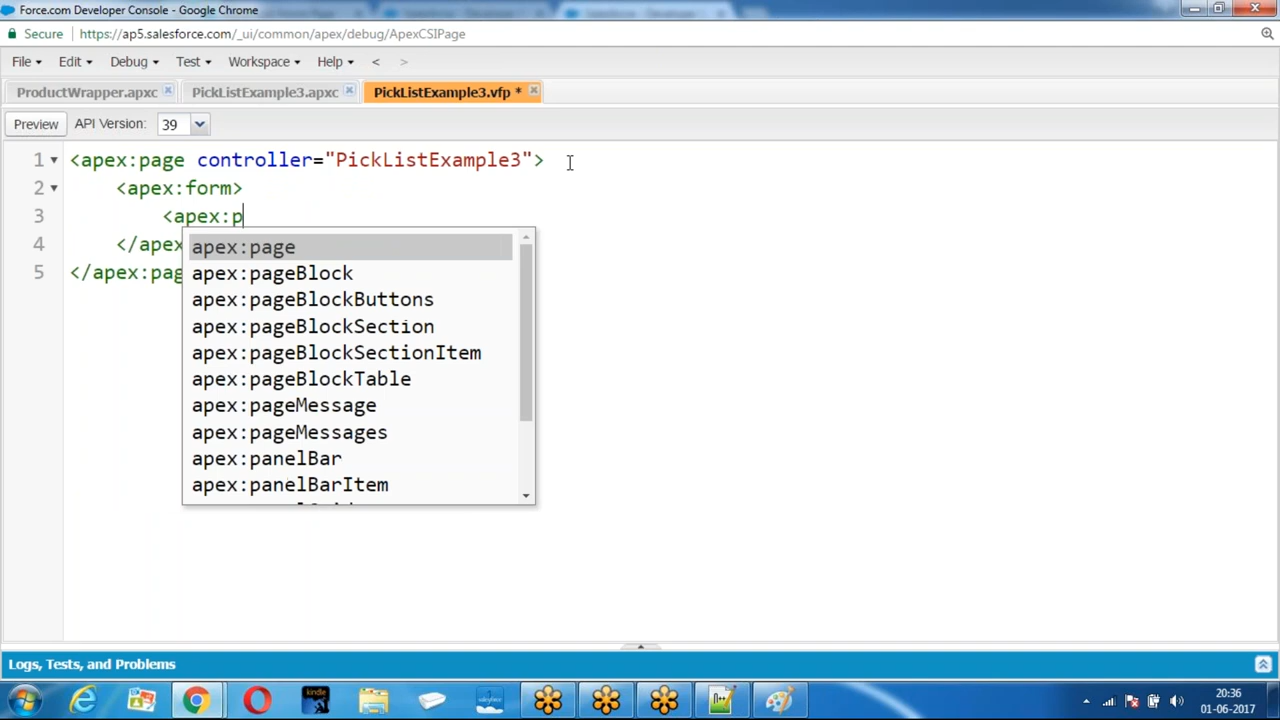 Force.com Developer Console - Google Chrome
Secure https://ap5.salesforce.com/_ui/common/apex/debug/ApexCSIPage
File Edit Debug Test Workspace Help < >
ProductWrapper.apxc PickListExample3.apxc PickListExample3.vfp *
Preview API Version: 39
1 <apex:page controller="PickListExample3">
2 <apex:form>
3 <apex:p
4 </apex
5 </apex:pag
apex:page
apex:pageBlock
apex:pageBlockButtons
apex:pageBlockSection
apex:pageBlockSectionItem
apex:pageBlockTable
apex:pageMessage
apex:pageMessages
apex:panelBar
apex:panelBarItem
Logs, Tests, and Problems
kindle
20:36
01-06-2017